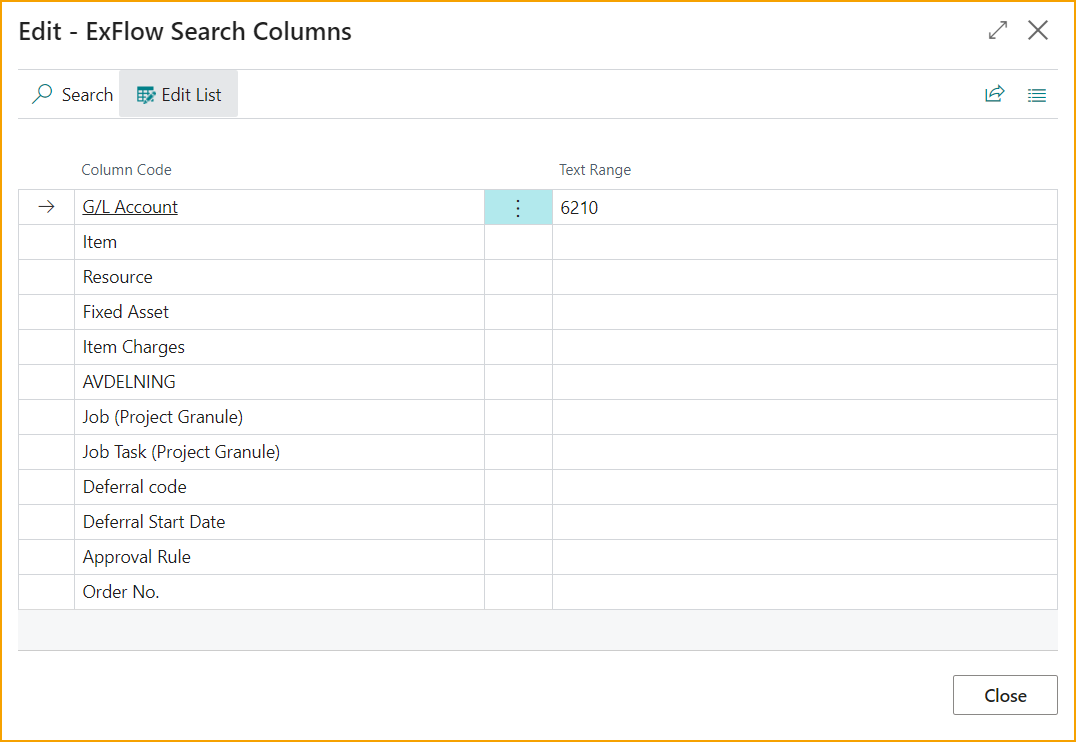 Edit - ExFlow Search Columns
Search Edit List
Column Code Text Range
G/L Account 6210
Item
Resource
Fixed Asset
Item Charges
AVDELNING
Job (Project Granule)
Job Task (Project Granule)
Deferral code
Deferral Start Date
Approval Rule
Order No.
Close